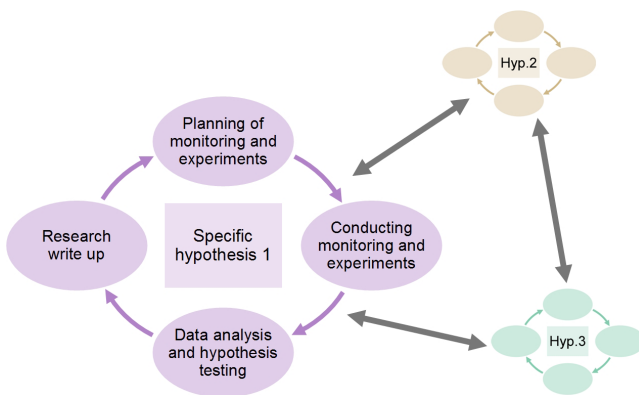 Planning of
monitoring and
experiments
Hyp.2
Research
write up
Specific
hypothesis 1
Conducting
monitoring and
experiments
Data analysis
and hypothesis
testing
Hyp.3